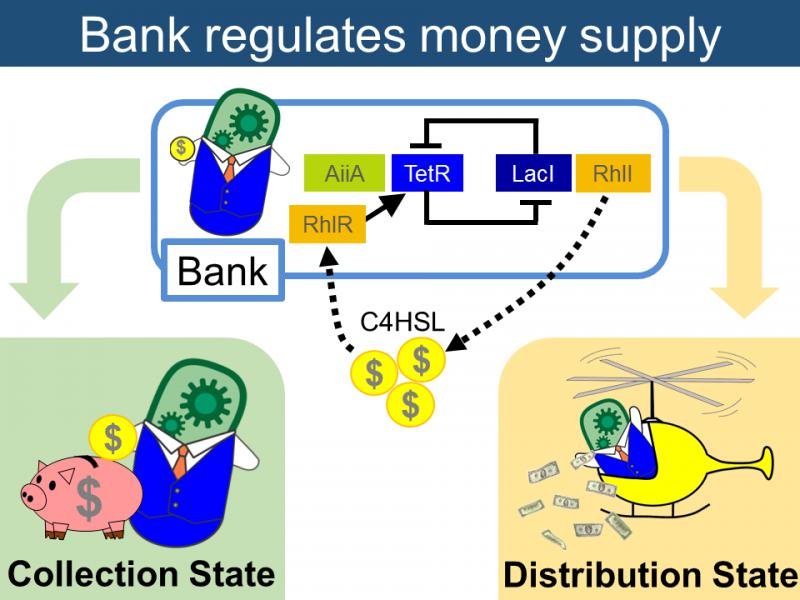 Bank regulates money supply
$
AiiA
TetR
LacI
RhlI
RhlR
Bank
C4HSL
$
$
$
$
$
Collection State
Distribution State